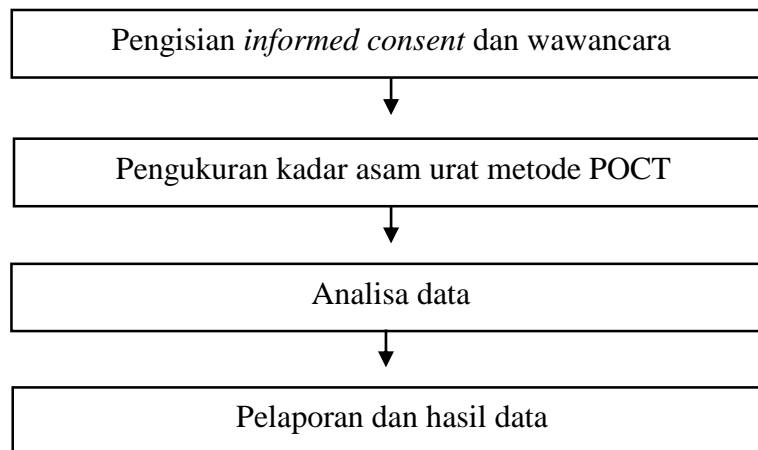 Pengisian informed consent dan wawancara
Pengukuran kadar asam urat metode POCT
Analisa data
Pelaporan dan hasil data